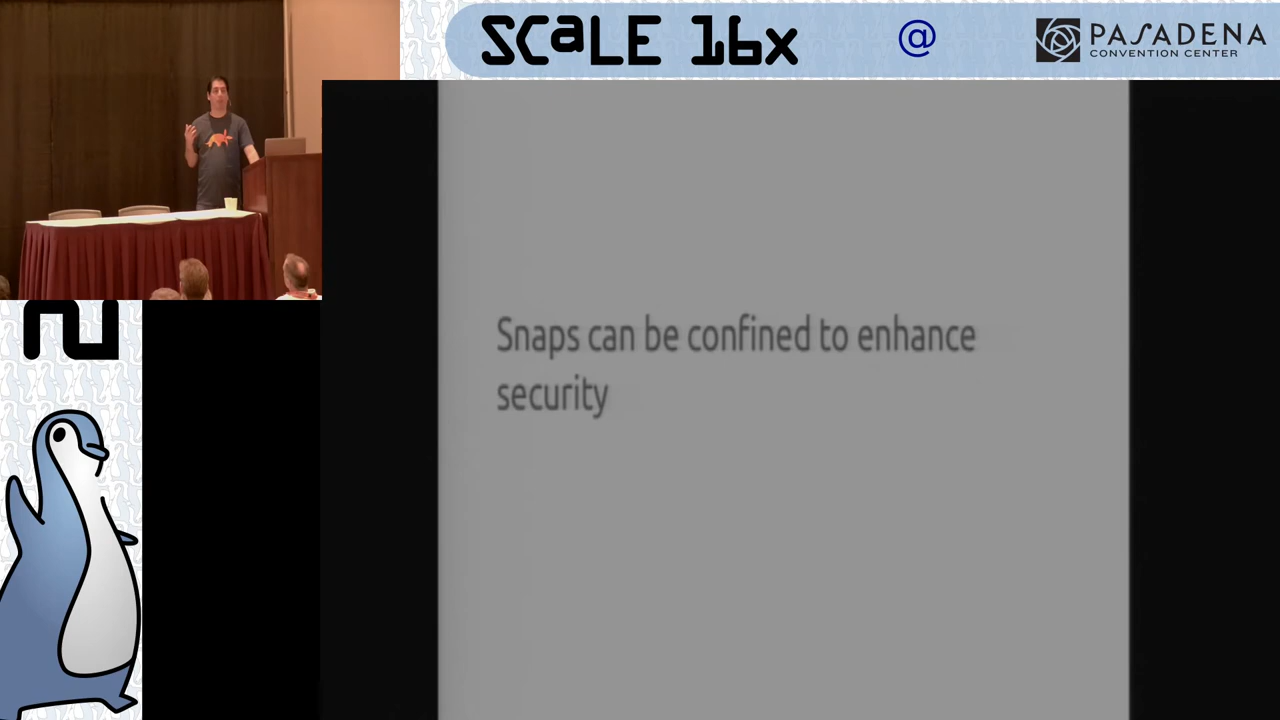 SCaLE 16x
@
PASADENA
CONVENTION CENTER
Snaps can be confined to enhance
security